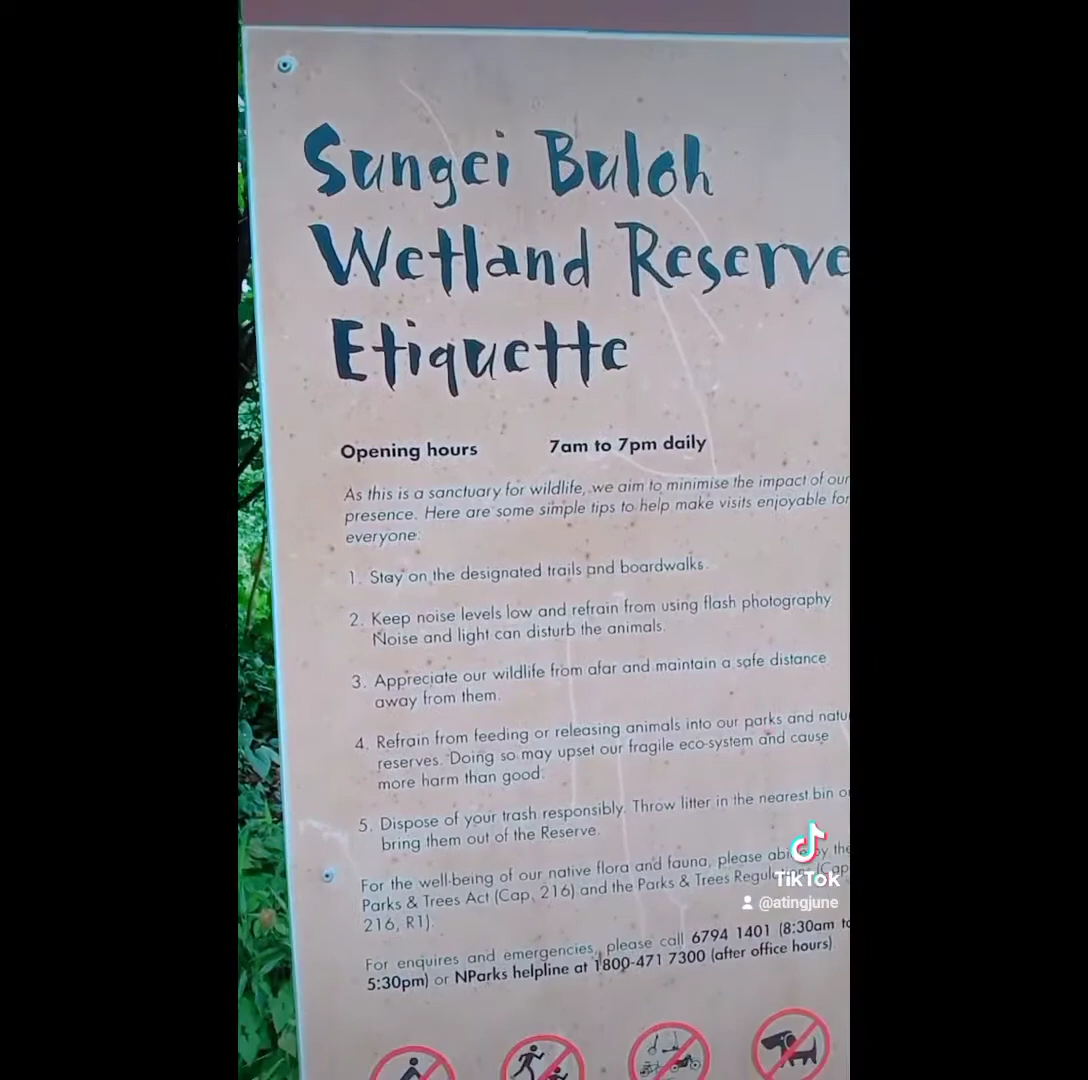 Sungei Buloh
Wetland Reserve
Etiquette
Opening hours 7am to 7pm daily
As this is a sanctuary for wildlife, we aim to minimise the impact of our
presence. Here are some simple tips to help make visits enjoyable for
everyone:
1. Stay on the designated trails and boardwalks.
2. Keep noise levels low and refrain from using flash photography
Noise and light can disturb the animals.
3. Appreciate our wildlife from afar and maintain a safe distance
away from them.
4. Refrain from feeding or releasing animals into our parks and natu
reserves. Doing so may upset our fragile eco-system and cause
more harm than good.
5. Dispose of your trash responsibly. Throw litter in the nearest bin or
bring them out of the Reserve.
For the well-being of our native flora and fauna, please abide by the
Parks & Trees Act (Cap, 216) and the Parks & Trees Regulations (Cap
216, R1).
For enquires and emergencies, please call 6794 1401 (8:30am to
5:30pm) or NParks helpline at 1800-471 7300 (after office hours)
TikTok
@atingjune